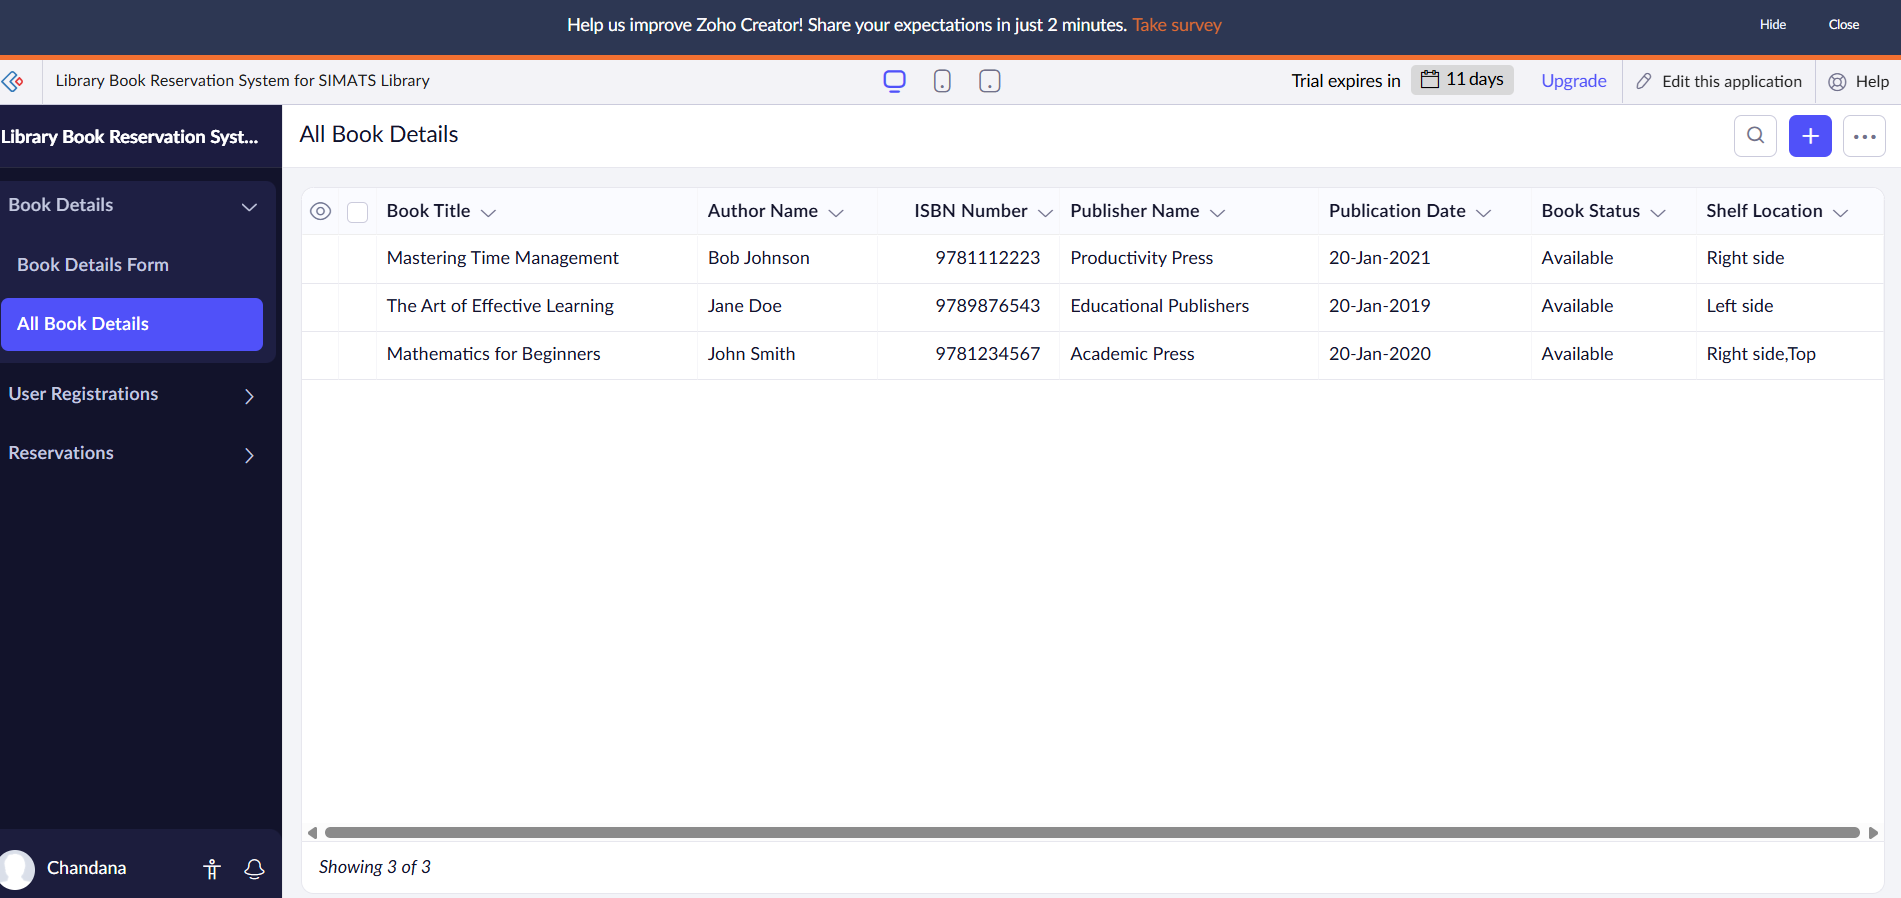 Help us improve Zoho Creator! Share your expectations in just 2 minutes. Take survey
Hide
Close
Library Book Reservation System for SIMATS Library
Trial expires in 11 days
Upgrade
Edit this application
Help
Library Book Reservation Syst...
Book Details
Book Details Form
All Book Details
User Registrations
Reservations
Chandana
All Book Details
Book Title Author Name ISBN Number Publisher Name Publication Date Book Status Shelf Location
Mastering Time Management Bob Johnson 9781112223 Productivity Press 20-Jan-2021 Available Right side
The Art of Effective Learning Jane Doe 9789876543 Educational Publishers 20-Jan-2019 Available Left side
Mathematics for Beginners John Smith 9781234567 Academic Press 20-Jan-2020 Available Right side,Top
Showing 3 of 3